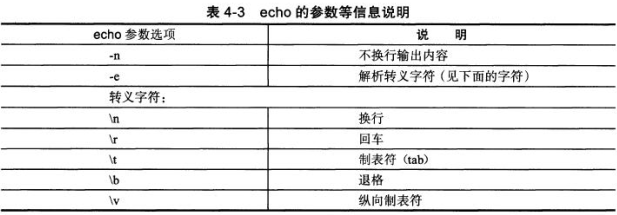 表 4-3 echo 的参数等信息说明
echo 参数选项 说 明
-n 不换行输出内容
-e 解析转义字符（见下面的字符）
转义字符：
\n 换行
\r 回车
\t 制表符（tab）
\b 退格
\v 纵向制表符